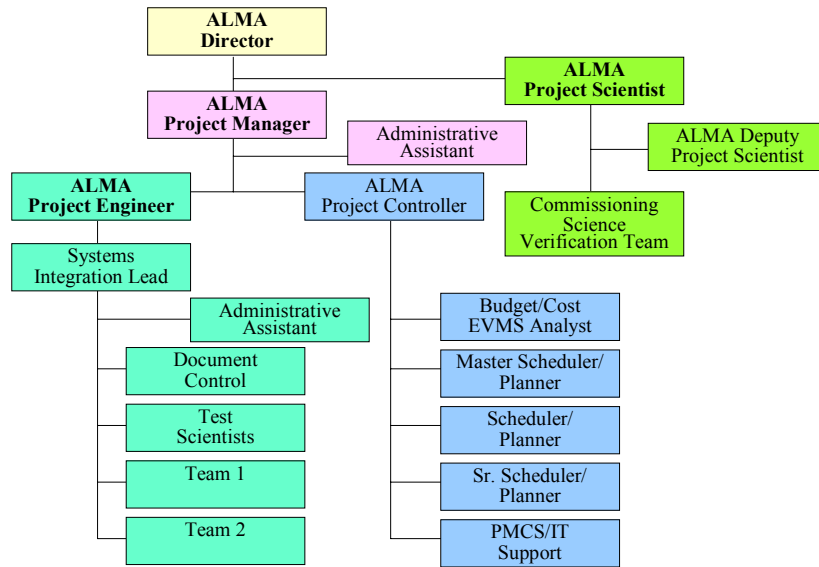 ALMA
Director
ALMA
Project Scientist
ALMA
Project Manager
Administrative
Assistant
ALMA Deputy
Project Scientist
ALMA
Project Engineer
ALMA
Project Controller
Commissioning
Science
Verification Team
Systems
Integration Lead
Administrative
Assistant
Document
Control
Test
Scientists
Team 1
Team 2
Budget/Cost
EVMS Analyst
Master Scheduler/
Planner
Scheduler/
Planner
Sr. Scheduler/
Planner
PMCS/IT
Support